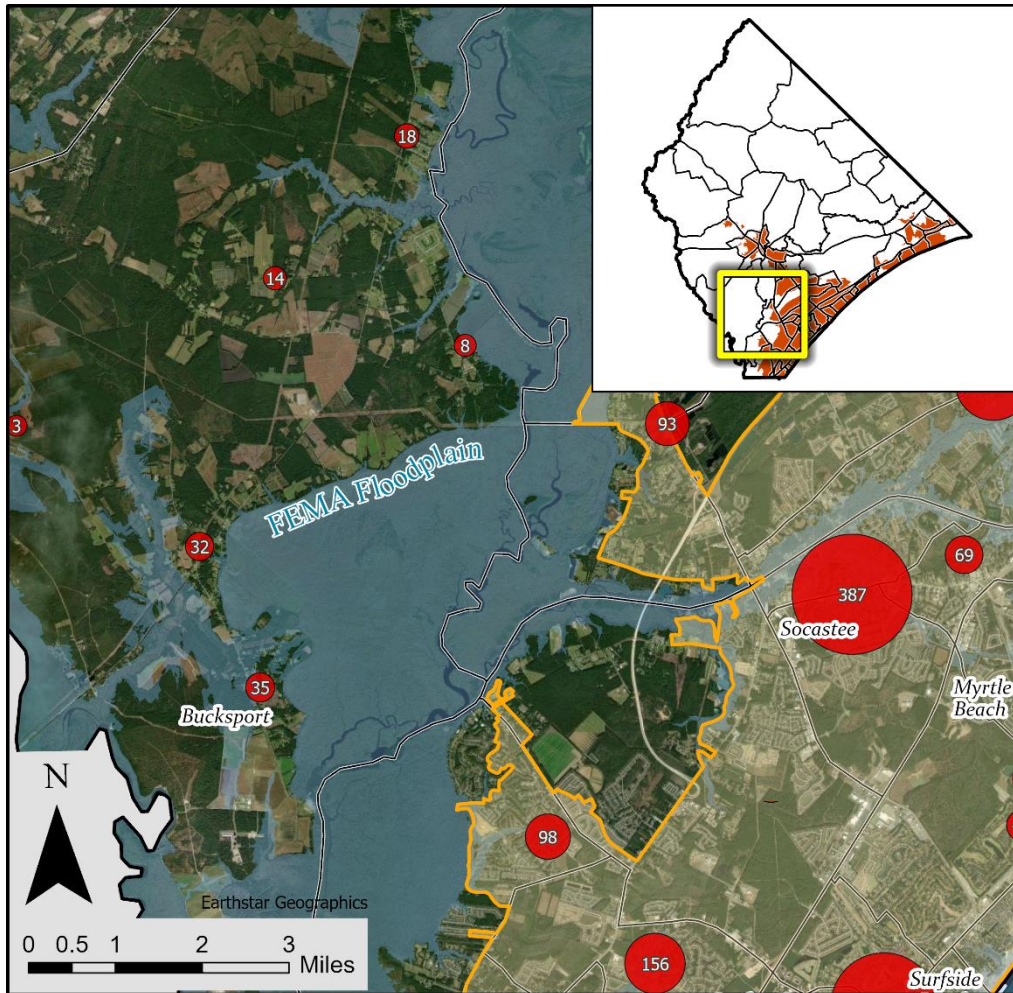 18
14
8
3
93
FEMA Floodplain
32
69
387
Socastee
35
Bucksport
Myrtle
Beach
N
98
Earthstar Geographics
0 0.5 1 2 3
Miles
156
Surfside